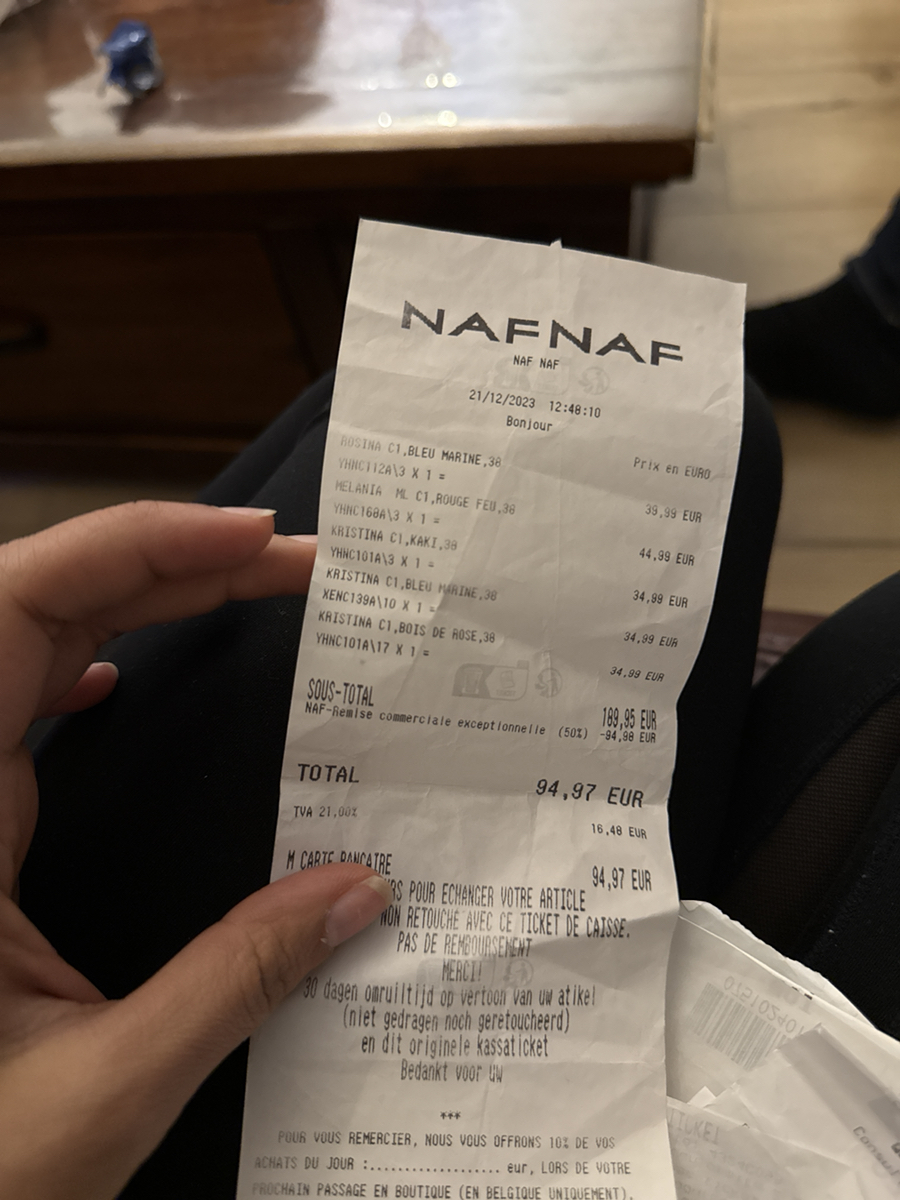 NAFNAF
NAF NAF
21/12/2023 12:48:10
Bonjour
Prix en EURO
ROSINA C1,BLEU MARINE,38
YHNC112A\3 X 1 = 39,99 EUR
MELANIA ML C1,ROUGE FEU,38
YHNC168A\3 X 1 = 44,99 EUR
KRISTINA C1,KAKI,38
YHNC101A\3 X 1 = 34,99 EUR
KRISTINA C1,BLEU MARINE,38
XENC139A\10 X 1 = 34,99 EUR
KRISTINA C1,BOIS DE ROSE,38
YHNC101A\17 X 1 = 34,99 EUR
SOUS-TOTAL 189,95 EUR
NAF-Remise commerciale exceptionnelle (50%) -94,98 EUR
TOTAL 94,97 EUR
TVA 21,00% 16,48 EUR
M CARTE BANCAIRE 94,97 EUR
POUR ECHANGER VOTRE ARTICLE
NON RETOUCHE AVEC CE TICKET DE CAISSE.
PAS DE REMBOURSEMENT
MERCI!
30 dagen omruiltijd op vertoon van uw atikel
(niet gedragen noch geretoucheerd)
en dit originele kassaticket
Bedankt voor uw
***
POUR VOUS REMERCIER, NOUS VOUS OFFRONS 10% DE VOS
ACHATS DU JOUR :.................. eur, LORS DE VOTRE
PROCHAIN PASSAGE EN BOUTIQUE (EN BELGIQUE UNIQUEMENT).